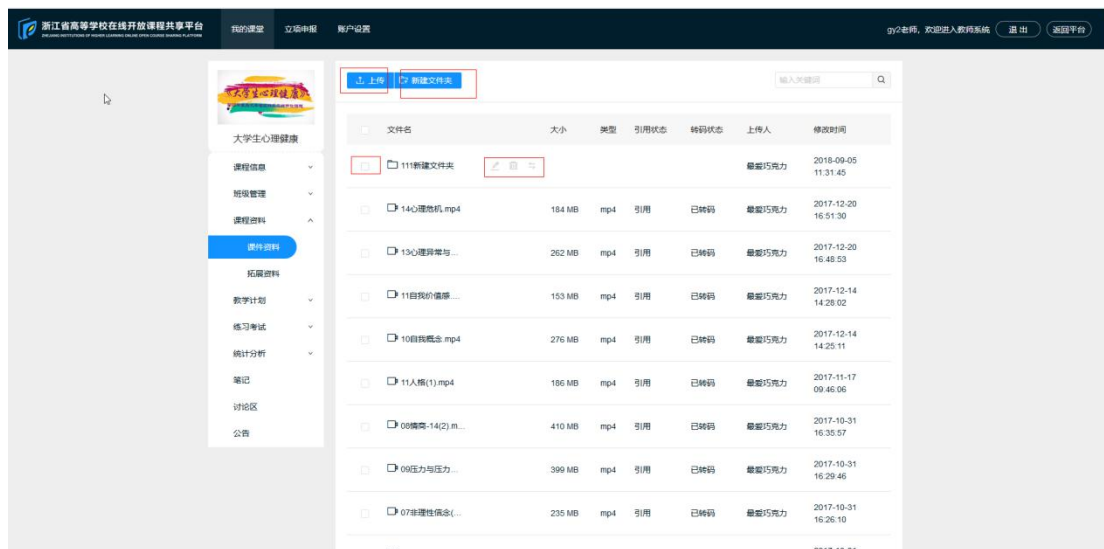 浙江省高等学校在线开放课程共享平台
ZHEJIANG INSTITUTIONS OF HIGHER LEARNING ONLINE OPEN COURSE SHARING PLATFORM
我的课堂 立项申报 账户设置
gy2老师，欢迎进入教师系统 退出 返回平台
大学生心理健康
上传 新建文件夹 输入关键词
大学生心理健康
文件名 大小 类型 引用状态 转码状态 上传人 修改时间
课程信息
班级管理
课程资料
课件资料
拓展资料
教学计划
练习考试
统计分析
笔记
讨论区
公告
111新建文件夹 最爱巧克力 2018-09-05
11:31:45
14心理危机.mp4 184 MB mp4 引用 已转码 最爱巧克力 2017-12-20
16:51:30
13心理异常与... 262 MB mp4 引用 已转码 最爱巧克力 2017-12-20
16:48:53
11自我价值感.... 153 MB mp4 引用 已转码 最爱巧克力 2017-12-14
14:28:02
10自我概念.mp4 276 MB mp4 引用 已转码 最爱巧克力 2017-12-14
14:25:11
11人格(1).mp4 186 MB mp4 引用 已转码 最爱巧克力 2017-11-17
09:46:06
08情商-14(2).m... 410 MB mp4 引用 已转码 最爱巧克力 2017-10-31
16:35:57
09压力与压力... 399 MB mp4 引用 已转码 最爱巧克力 2017-10-31
16:29:46
07非理性信念(... 235 MB mp4 引用 已转码 最爱巧克力 2017-10-31
16:26:10